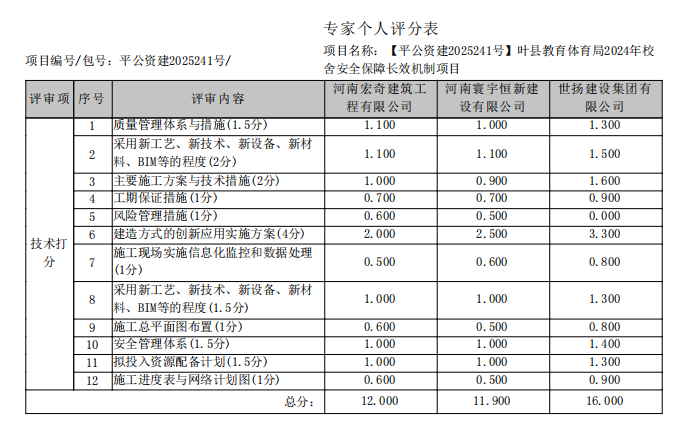 专家个人评分表
项目编号/包号: 平公资建2025241号/
项目名称: 【平公资建2025241号】叶县教育体育局2024年校
舍安全保障长效机制项目
评审项 序号 评审内容 河南宏奇建筑工程有限公司 河南寰宇恒新建设有限公司 世扬建设集团有限公司
技术打分
1 质量管理体系与措施(1.5分) 1.100 1.000 1.300
2 采用新工艺、新技术、新设备、新材料、BIM等的程度(2分) 1.100 1.100 1.500
3 主要施工方案与技术措施(2分) 1.000 0.900 1.600
4 工期保证措施(1分) 0.700 0.700 0.900
5 风险管理措施(1分) 0.600 0.500 0.000
6 建造方式的创新应用实施方案(4分) 2.000 2.500 3.300
7 施工现场实施信息化监控和数据处理(1分) 0.500 0.600 0.800
8 采用新工艺、新技术、新设备、新材料、BIM等的程度(1.5分) 1.000 1.000 1.300
9 施工总平面图布置(1分) 0.600 0.500 0.800
10 安全管理体系(1.5分) 1.000 1.000 1.400
11 拟投入资源配备计划(1.5分) 1.000 1.000 1.300
12 施工进度表与网络计划图(1分) 0.600 0.500 0.900
总分: 12.000 11.900 16.000